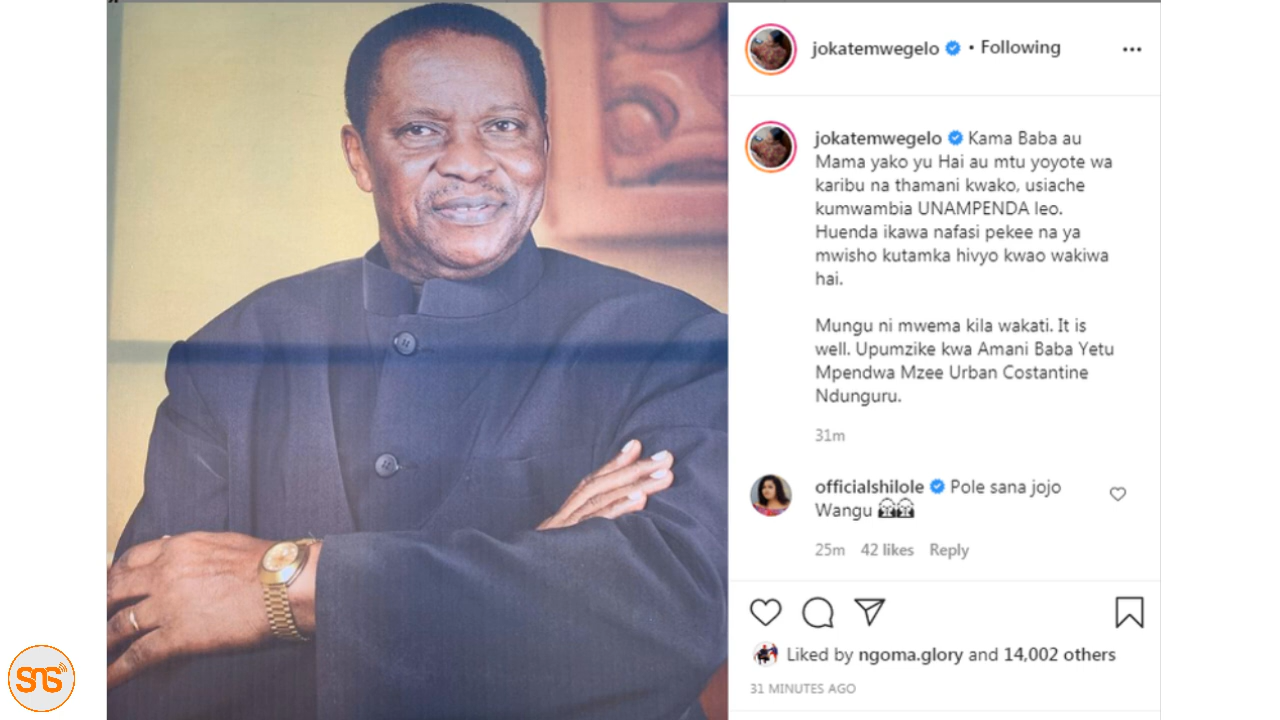 jokatemwegelo • Following
jokatemwegelo Kama Baba au
Mama yako yu Hai au mtu yoyote wa
karibu na thamani kwako, usiache
kumwambia UNAMPENDA leo.
Huenda ikawa nafasi pekee na ya
mwisho kutamka hivyo kwao wakiwa
hai.
Mungu ni mwema kila wakati. It is
well. Upumzike kwa Amani Baba Yetu
Mpendwa Mzee Urban Costantine
Ndunguru.
31m
officialshilole Pole sana jojo
Wangu
25m 42 likes Reply
Liked by ngoma.glory and 14,002 others
31 MINUTES AGO
SNS